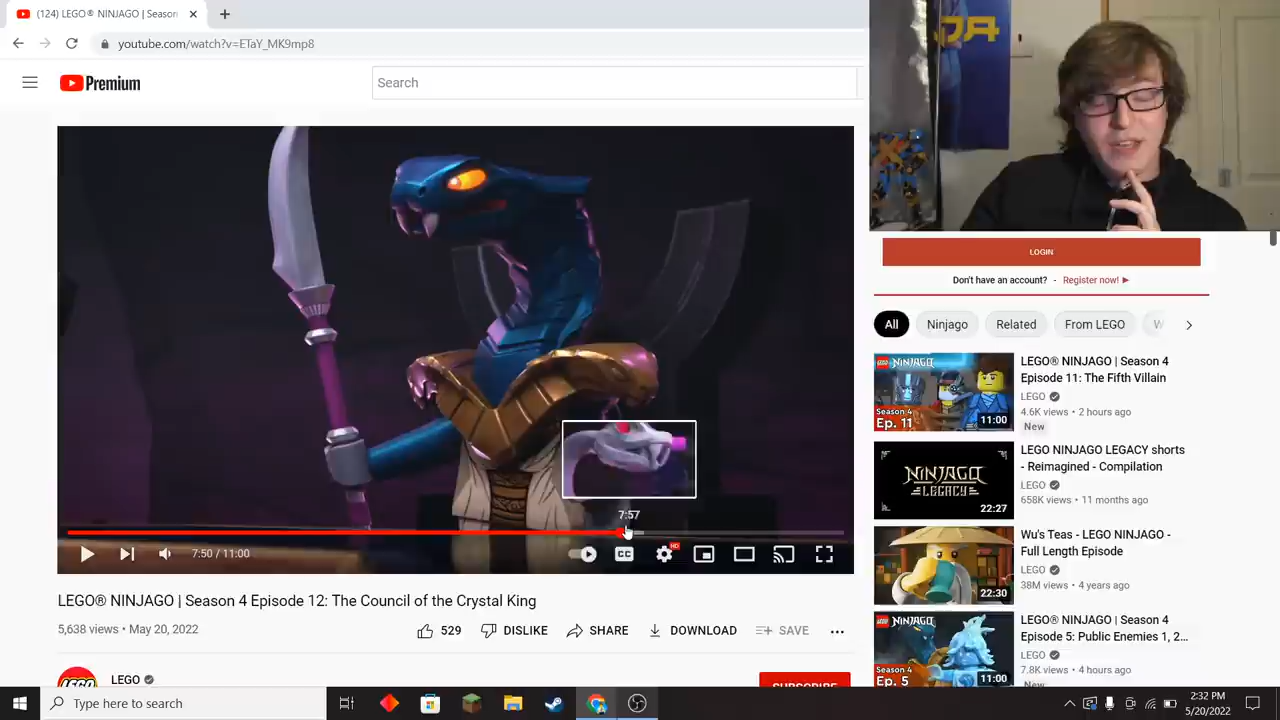 (124) LEGO® NINJAGO | Season
youtube.com/watch?v=ETaY_MK9mp8
Premium
Search
LOGIN
Don't have an account? - Register now! ►
All
Ninjago
Related
From LEGO
W
7:57
7:50 / 11:00
CC
HD
LEGO® NINJAGO | Season 4 Episode 12: The Council of the Crystal King
5,638 views • May 20, 2022
529
DISLIKE
SHARE
DOWNLOAD
SAVE
LEGO
SUBSCRIBE
NINJAGO
Season 4
Ep. 11
11:00
LEGO® NINJAGO | Season 4
Episode 11: The Fifth Villain
LEGO
4.6K views • 2 hours ago
New
NINJAGO
LEGACY
22:27
LEGO NINJAGO LEGACY shorts
- Reimagined - Compilation
LEGO
658K views • 11 months ago
22:30
Wu's Teas - LEGO NINJAGO -
Full Length Episode
LEGO
38M views • 4 years ago
NINJAGO
Season 4
Ep. 5
11:00
LEGO® NINJAGO | Season 4
Episode 5: Public Enemies 1, 2...
LEGO
7.8K views • 4 hours ago
New
Type here to search
2:32 PM
5/20/2022